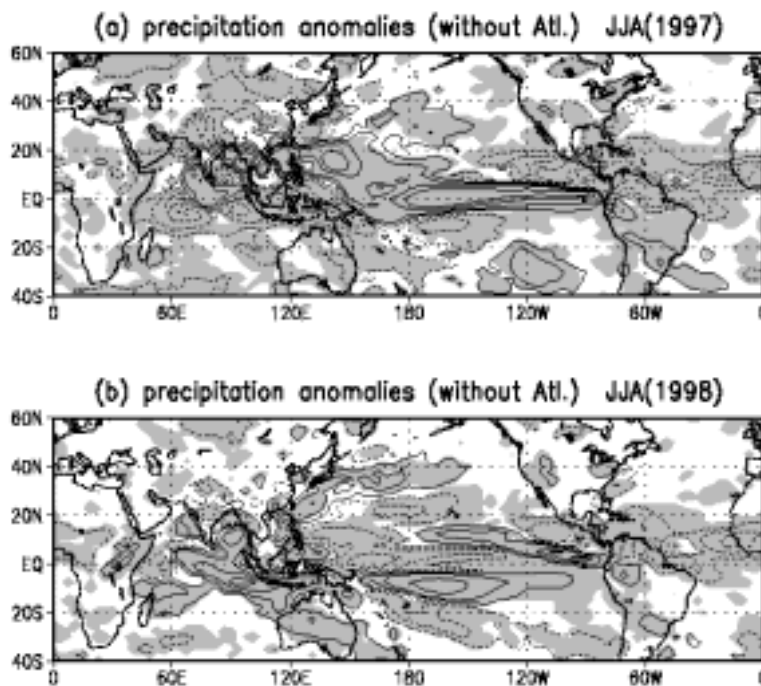 (a) precipitation anomalies (without Atl.) JJA(1997)
60N
40N
20N
EQ
20S
40S
0 60E 120E 180 120W 60W
(b) precipitation anomalies (without Atl.) JJA(1998)
60N
40N
20N
EQ
20S
40S
0 60E 120E 180 120W 60W